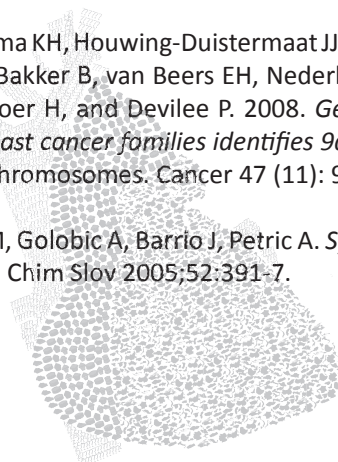 ma KH, Houwing-Duistermaat JJ
Bakker B, van Beers EH, Nederl
oer H, and Devilee P. 2008. Ge
ast cancer families identifies 9
hromosomes. Cancer 47 (11): 9
M, Golobic A, Barrio J, Petric A. S
Chim Slov 2005;52:391-7.